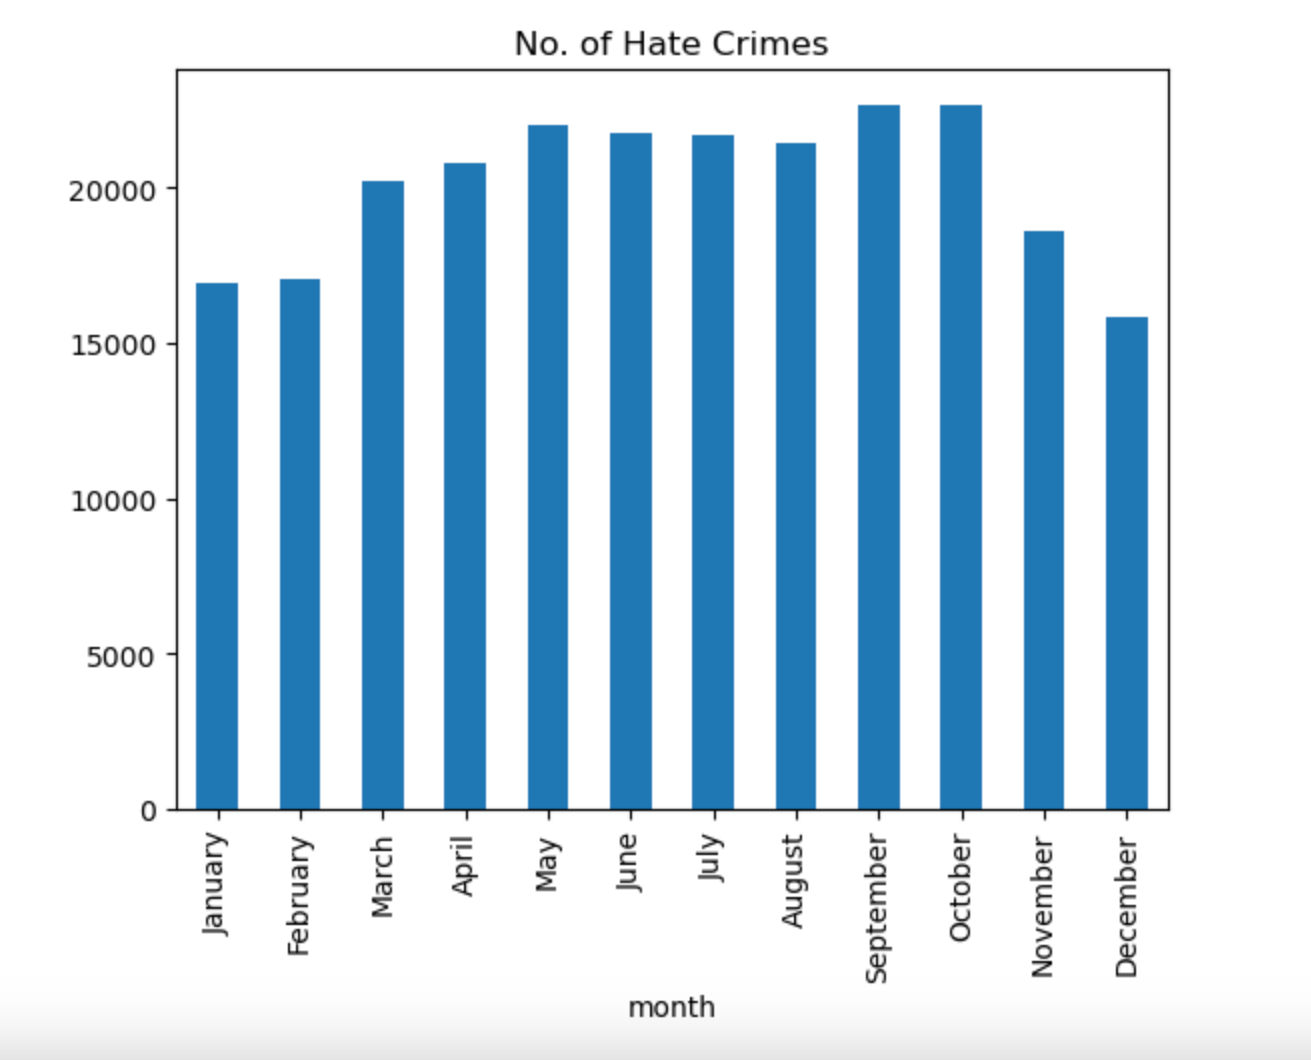 No. of Hate Crimes
20000
15000
10000
5000
0
January
February
March
April
May
June
July
August
September
October
November
December
month